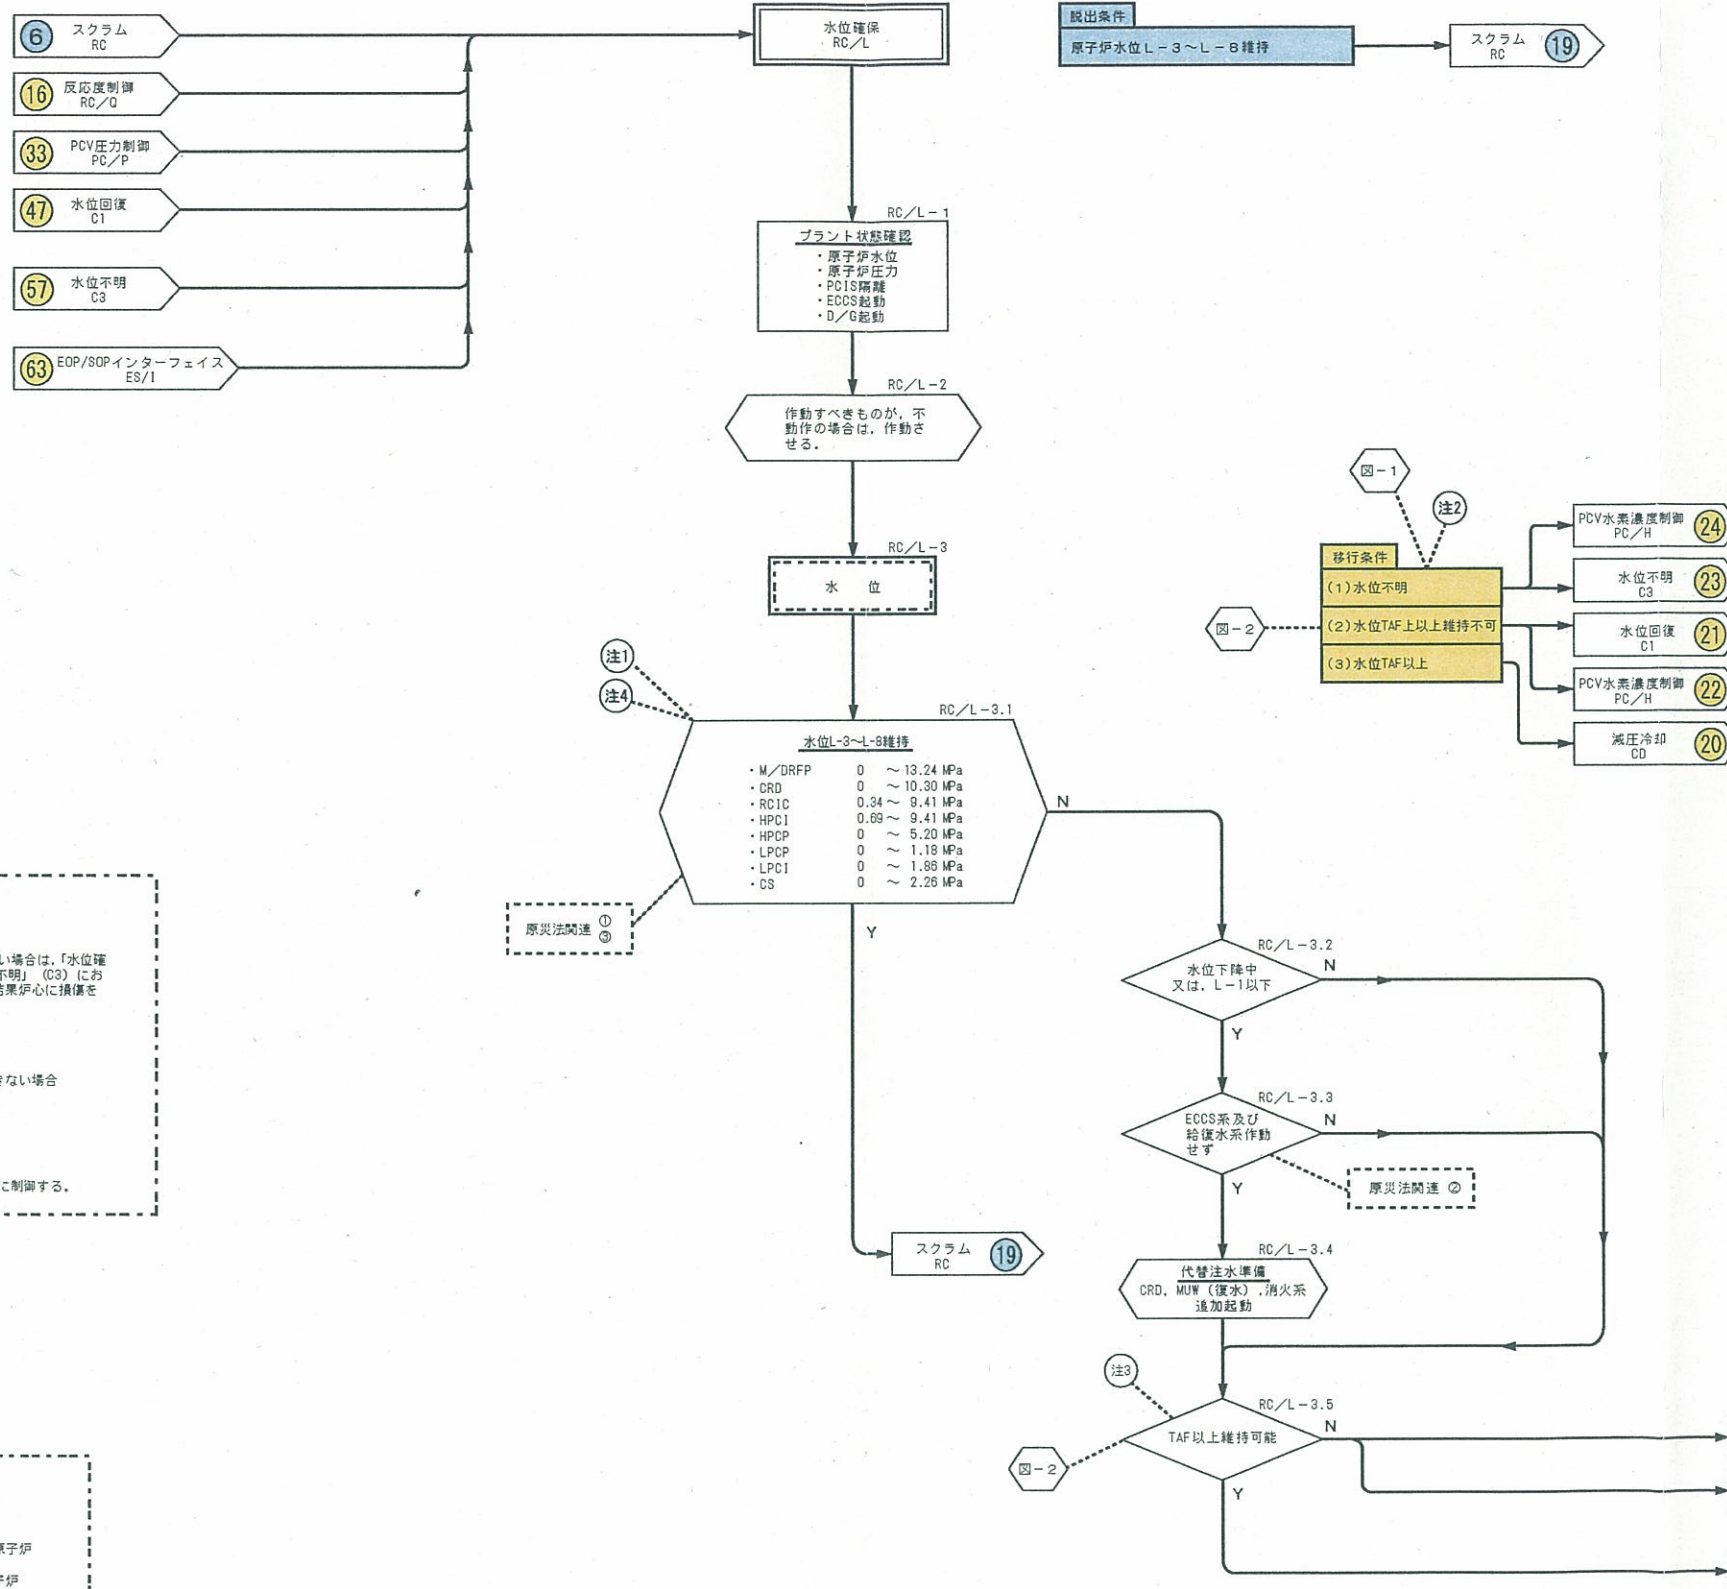 6
スクラム
RC
16
反応度制御
RC/Q
33
PCV圧力制御
PC/P
47
水位回復
C1
57
水位不明
C3
63
EOP/SOPインターフェイス
ES/I
水位確保
RC/L
脱出条件
原子炉水位L-3～L-8維持
スクラム
RC
19
RC/L-1
プラント状態確認
・原子炉水位
・原子炉圧力
・PCIS隔離
・ECCS起動
・D/G起動
RC/L-2
作動すべきものが，不
動作の場合は，作動さ
せる．
RC/L-3
水　位
図-1
注2
移行条件
(1)水位不明
(2)水位TAF上以上維持不可
(3)水位TAF以上
図-2
PCV水素濃度制御
PC/H
24
水位不明
C3
23
水位回復
C1
21
PCV水素濃度制御
PC/H
22
減圧冷却
CD
20
注1
注4
RC/L-3.1
水位L-3～L-8維持
・M/DRFP 0 ～13.24 MPa
・CRD 0 ～10.30 MPa
・RCIC 0.34～ 9.41 MPa
・HPCI 0.69～ 9.41 MPa
・HPCP 0 ～ 5.20 MPa
・LPCP 0 ～ 1.18 MPa
・LPCI 0 ～ 1.86 MPa
・CS 0 ～ 2.26 MPa
N
Y
原災法関連 ①
③
い場合は，「水位確
不明」（C3）にお
結果炉心に損傷を
きない場合
に制御する．
RC/L-3.2
水位下降中
又は，L-1以下
N
Y
RC/L-3.3
ECCS系及び
給復水系作動
せず
N
Y
原災法関連 ②
スクラム
RC
19
RC/L-3.4
代替注水準備
CRD，MUW（復水）,消火系
追加起動
注3
RC/L-3.5
TAF以上維持可能
N
図-2
Y
原子炉
子炉